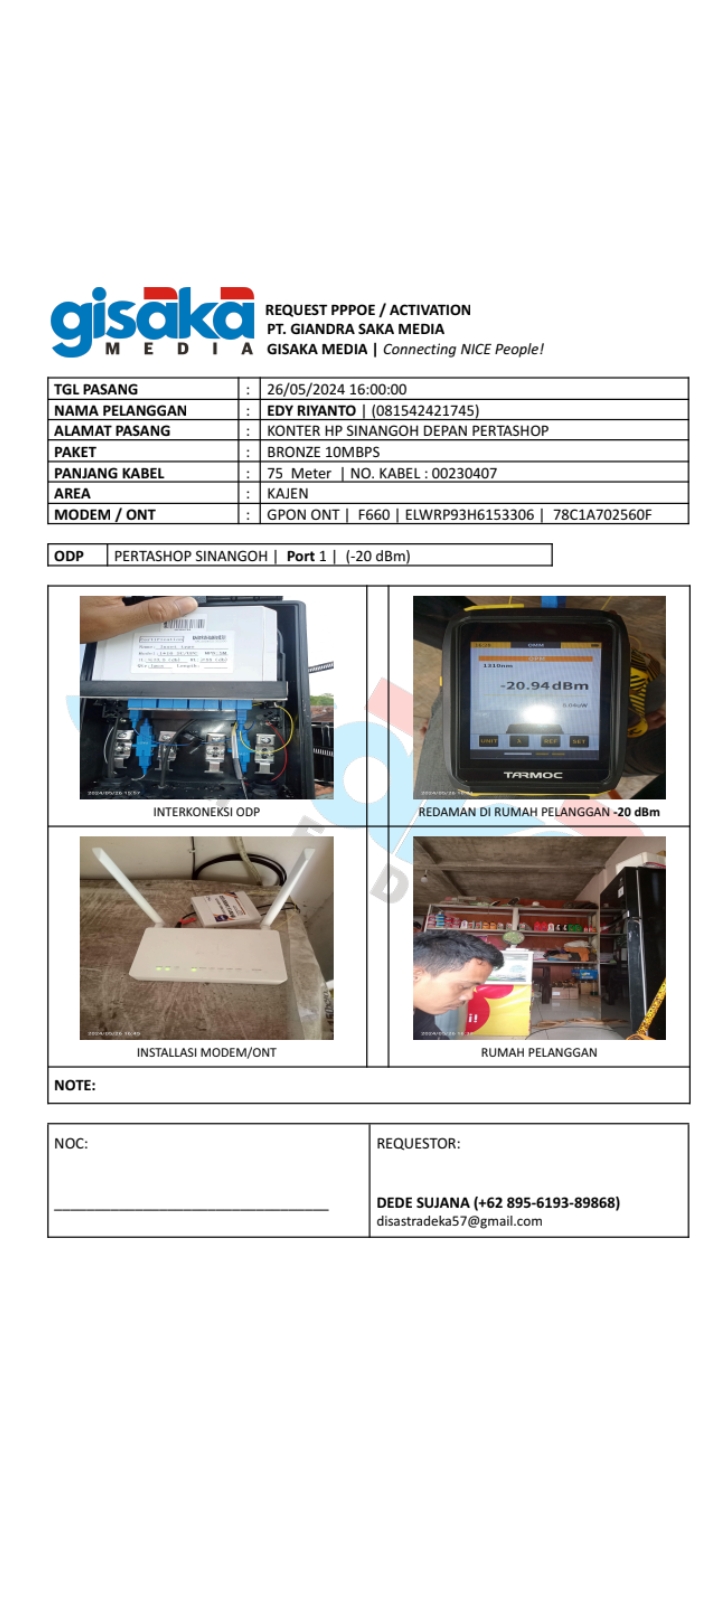 gisaka
MEDIA
REQUEST PPPOE / ACTIVATION
PT. GIANDRA SAKA MEDIA
GISAKA MEDIA | Connecting NICE People!
TGL PASANG : 26/05/2024 16:00:00
NAMA PELANGGAN : EDY RIYANTO | (081542421745)
ALAMAT PASANG : KONTER HP SINANGOH DEPAN PERTASHOP
PAKET : BRONZE 10MBPS
PANJANG KABEL : 75 Meter | NO. KABEL : 00230407
AREA : KAJEN
MODEM / ONT : GPON ONT | F660 | ELWRP93H6153306 | 78C1A702560F
ODP PERTASHOP SINANGOH | Port 1 | (-20 dBm)
1310nm
-20.94dBm
UNIT λ REF SET
TARMOC
INTERKONEKSI ODP
REDAMAN DI RUMAH PELANGGAN -20 dBm
INSTALLASI MODEM/ONT
RUMAH PELANGGAN
NOTE:
NOC:
REQUESTOR:
DEDE SUJANA (+62 895-6193-89868)
disastradeka57@gmail.com